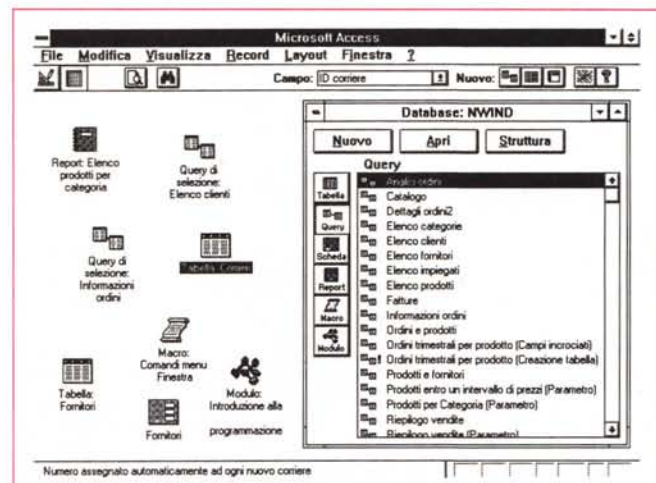 Microsoft Access
File Modifica Visualizza Record Layout Finestra ?
Campo: ID corriere Nuovo:
Report: Elenco
prodotti per
categoria
Query di
selezione:
Elenco clienti
Query di
selezione:
Informazioni
ordini
Tabella: Corrieri
Macro:
Comandi menu
Finestra
Tabella:
Fornitori
Fornitori
Modulo:
Introduzione alla
programmazione
Database: NWIND
Nuovo Apri Struttura
Query
Tabella
Query
Scheda
Report
Macro
Modulo
Analisi ordini
Catalogo
Dettagli ordini2
Elenco categorie
Elenco clienti
Elenco fornitori
Elenco impiegati
Elenco prodotti
Fatture
Informazioni ordini
Ordini e prodotti
Ordini trimestrali per prodotto (Campi incrociati)
Ordini trimestrali per prodotto (Creazione tabella)
Prodotti e fornitori
Prodotti entro un intervallo di prezzi (Parametro)
Prodotti per Categoria (Parametro)
Riepilogo vendite
Riepilogo vendite (Parametro)
Numero assegnato automaticamente ad ogni nuovo corriere